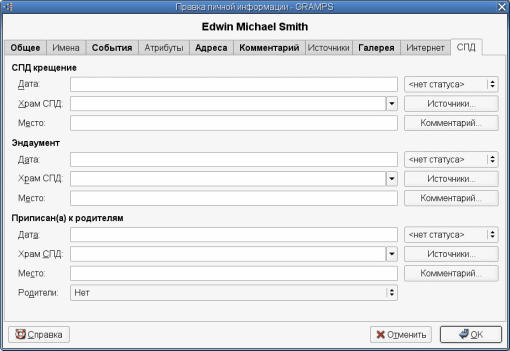 Правка личной информации - GRAMPS
Edwin Michael Smith
Общее Имена События Атрибуты Адреса Комментарий Источники Галерея Интернет СПД
СПД крещение
Дата: <нет статуса>
Храм СПД: Источники...
Место: Комментарий...
Эндаумент
Дата: <нет статуса>
Храм СПД: Источники...
Место: Комментарий...
Приписан(а) к родителям
Дата: <нет статуса>
Храм СПД: Источники...
Место: Комментарий...
Родители: Нет
Справка Отменить OK